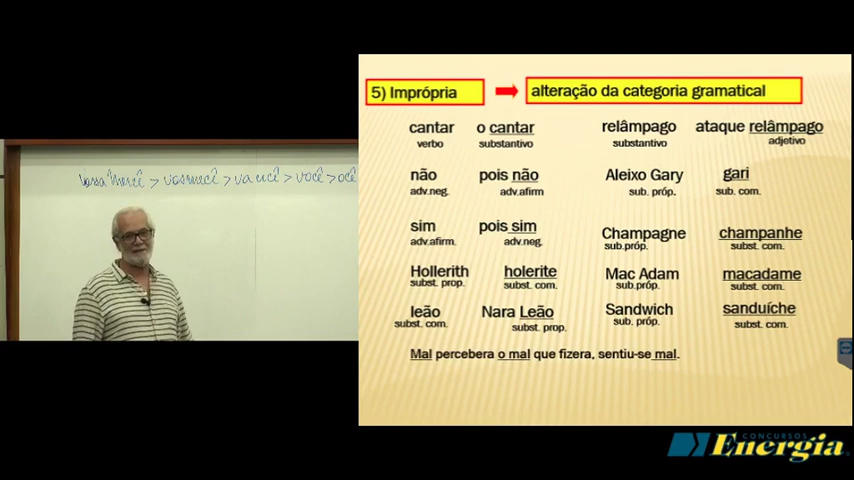 vossa mercê > vosmecê > vancê > você > ocê
5) Imprópria
alteração da categoria gramatical
cantar o cantar relâmpago ataque relâmpago
verbo substantivo substantivo adjetivo
não pois não Aleixo Gary gari
adv.neg. adv.afirm sub. próp. sub. com.
sim pois sim Champagne champanhe
adv.afirm. adv.neg. sub.próp. subst. com.
Hollerith holerite Mac Adam macadame
subst. prop. subst. com. sub.próp. subst. com.
leão Nara Leão Sandwich sanduíche
subst. com. subst. prop. sub. próp. subst. com.
Mal percebera o mal que fizera, sentiu-se mal.
CONCURSOS
Energia